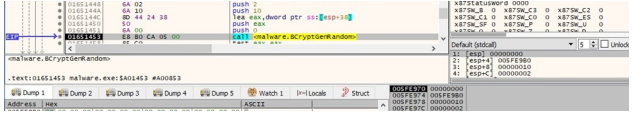 01651448 6A 02 push 2
0165144A 6A 10 push 10
0165144C 8D 44 24 38 lea eax,dword ptr ss:[esp+38]
01651450 50 push eax
01651451 6A 00 push 0
EIP 01651453 E8 BD CA 05 00 call <malware.BCryptGenRandom>
<malware.BCryptGenRandom>
.text:01651453 malware.exe:$A01453 #A00853
x87StatusWord 0000
x87SW_B 0 x87SW_C3 0 x87SW_C2 0
x87SW_C1 0 x87SW_C0 0 x87SW_ES 0
x87SW_SF 0 x87SW_P 0 x87SW_U 0
Default (stdcall) 5 Unlock
1: [esp] 00000000
2: [esp+4] 005FE9B0
3: [esp+8] 00000010
4: [esp+C] 00000002
Dump 1 Dump 2 Dump 3 Dump 4 Dump 5 Watch 1 Locals Struct
Address Hex ASCII
005FE970 00000000
005FE974 005FE9B0
005FE978 00000010
005FE97C 00000002